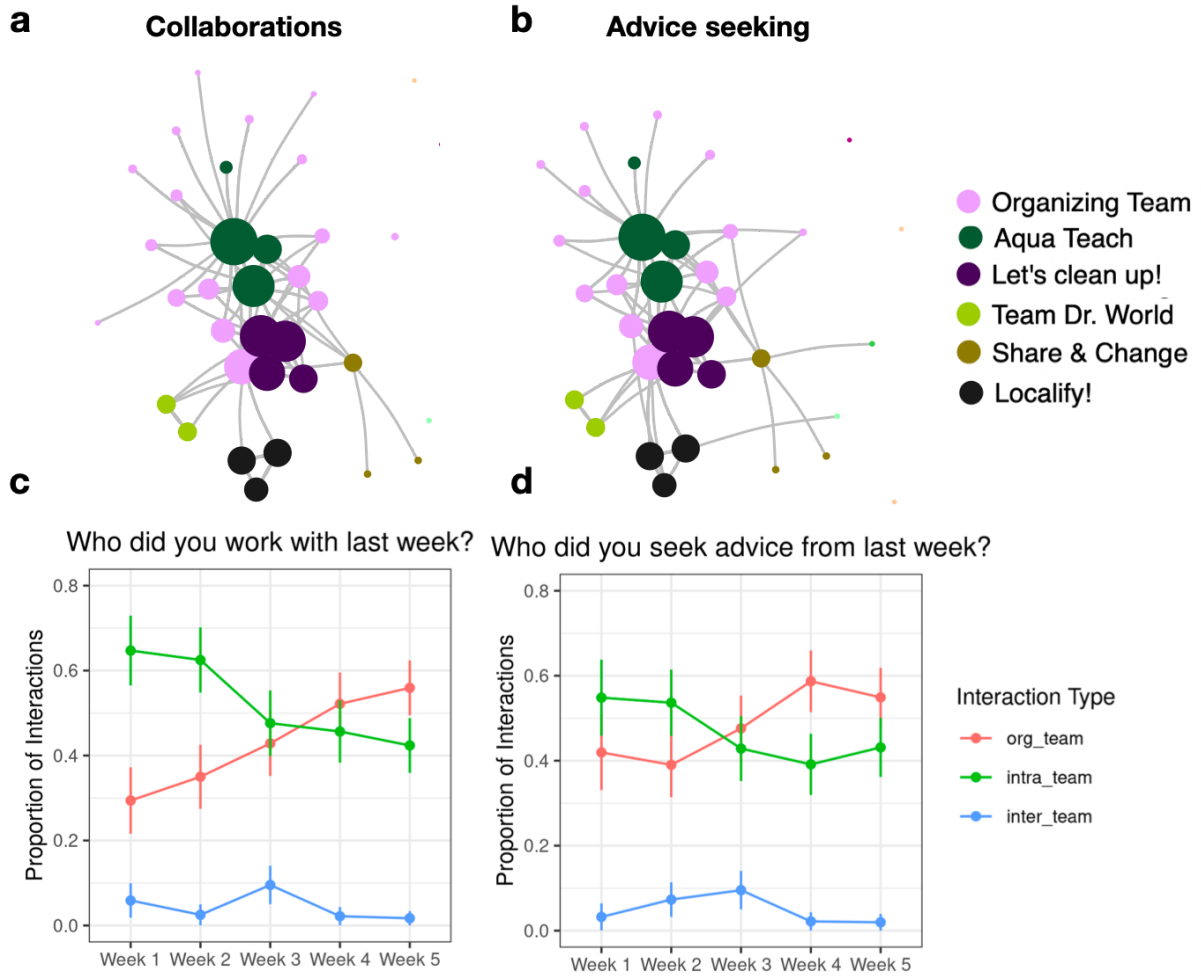 a
Collaborations
b
Advice seeking
Organizing Team
Aqua Teach
Let's clean up!
Team Dr. World
Share & Change
Localify!
c
Who did you work with last week?
Proportion of Interactions
0.8
0.6
0.4
0.2
0.0
Week 1 Week 2 Week 3 Week 4 Week 5
d
Who did you seek advice from last week?
Proportion of Interactions
0.8
0.6
0.4
0.2
0.0
Week 1 Week 2 Week 3 Week 4 Week 5
Interaction Type
org_team
intra_team
inter_team